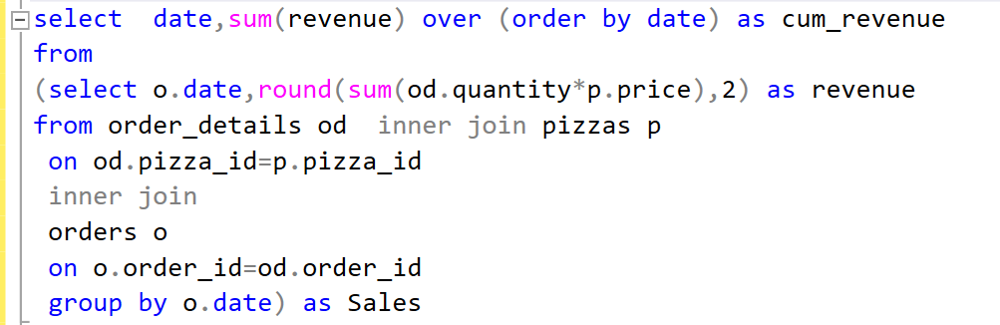 select  date,sum(revenue) over (order by date) as cum_revenue
from
(select o.date,round(sum(od.quantity*p.price),2) as revenue
from order_details od  inner join pizzas p
 on od.pizza_id=p.pizza_id
 inner join
 orders o
 on o.order_id=od.order_id
 group by o.date) as Sales